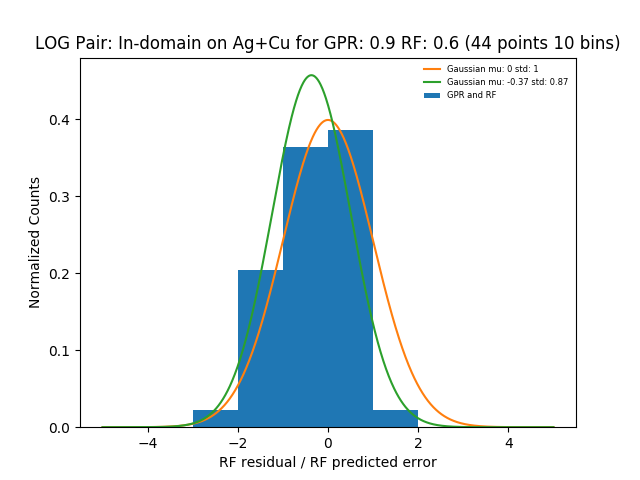 LOG Pair: In-domain on Ag+Cu for GPR: 0.9 RF: 0.6 (44 points 10 bins)
Gaussian mu: 0 std: 1
Gaussian mu: -0.37 std: 0.87
GPR and RF
Normalized Counts
0.4
0.3
0.2
0.1
0.0
−4 −2 0 2 4
RF residual / RF predicted error